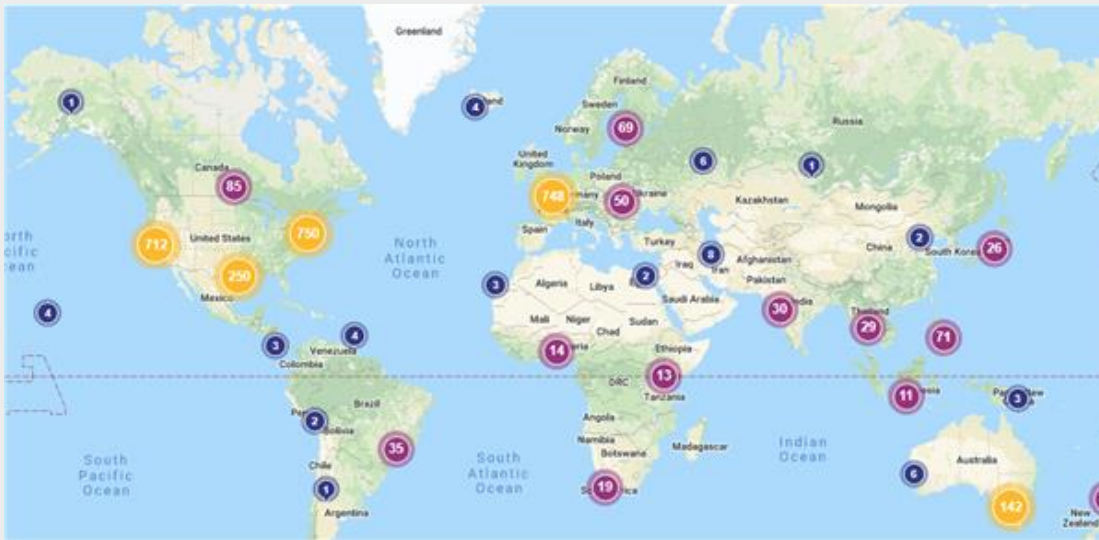 Greenland
Finland
1
4
Sweden
69
Norway
Russia
United
Kingdom
6
1
Canada
85
Poland
748
50
Kazakhstan
Mongolia
750
712
United States
Italy
Spain
Turkey
2
China
South Korea
26
North
Atlantic
Ocean
8
Iraq
Iran
Afghanistan
Pakistan
250
Mexico
3
Algeria
Libya
2
Saudi Arabia
30
4
Mali
Niger
Chad
Sudan
Thailand
29
71
3
4
Venezuela
Colombia
14
Ethiopia
13
DRC
Tanzania
11
3
Brazil
2
Bolivia
Angola
Namibia
Botswana
Madagascar
Indian
Ocean
35
South
Pacific
Ocean
South
Atlantic
Ocean
Chile
1
Argentina
19
6
Australia
142
New
Zealand